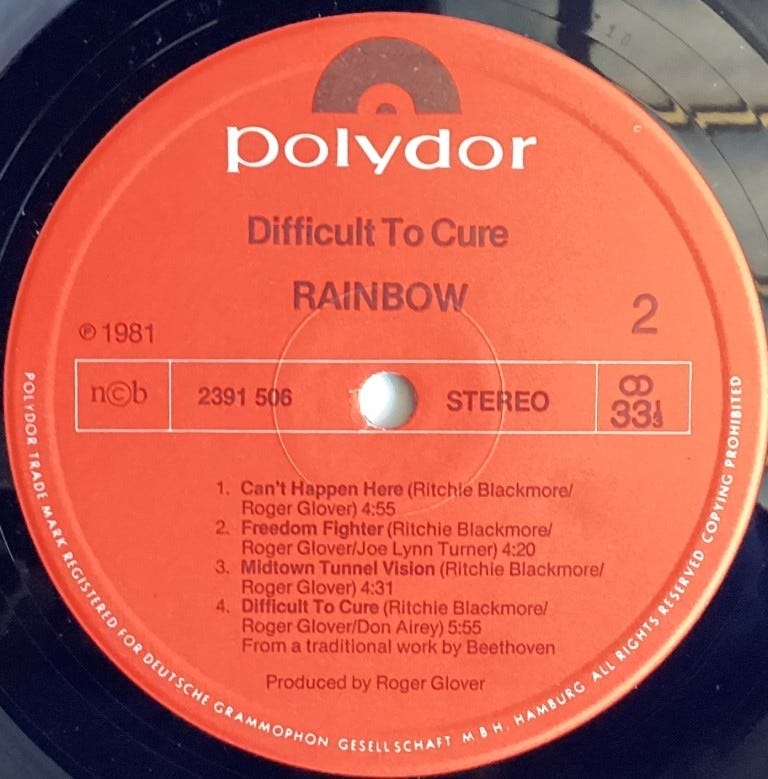 polydor
Difficult To Cure
RAINBOW
2
℗ 1981
n©b
2391 506
STEREO
33⅓
1. Can't Happen Here (Ritchie Blackmore/
Roger Glover) 4:55
2. Freedom Fighter (Ritchie Blackmore/
Roger Glover/Joe Lynn Turner) 4:20
3. Midtown Tunnel Vision (Ritchie Blackmore/
Roger Glover) 4:31
4. Difficult To Cure (Ritchie Blackmore/
Roger Glover/Don Airey) 5:55
From a traditional work by Beethoven
Produced by Roger Glover
POLYDOR TRADE MARK REGISTERED FOR DEUTSCHE GRAMMOPHON GESELLSCHAFT M B H, HAMBURG ALL RIGHTS RESERVED COPYING PROHIBITED